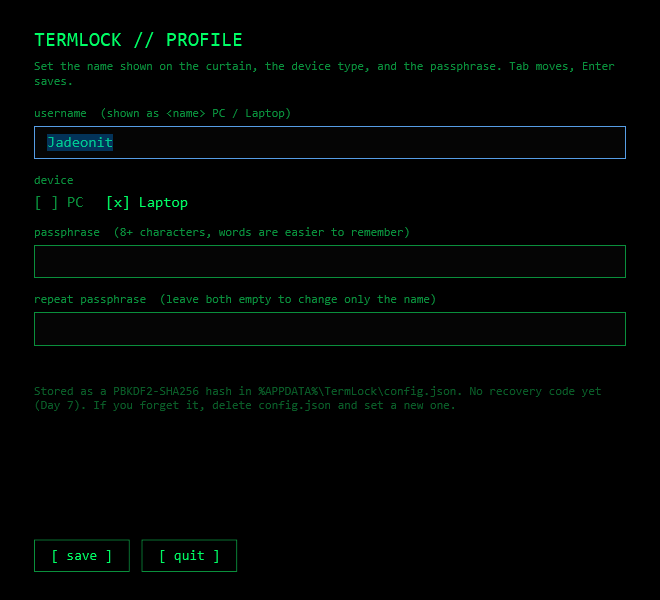 TERMLOCK // PROFILE
Set the name shown on the curtain, the device type, and the passphrase. Tab moves, Enter
saves.
username  (shown as <name> PC / Laptop)
Jadeonit
device
[ ] PC   [x] Laptop
passphrase  (8+ characters, words are easier to remember)
repeat passphrase  (leave both empty to change only the name)
Stored as a PBKDF2-SHA256 hash in %APPDATA%\TermLock\config.json. No recovery code yet
(Day 7). If you forget it, delete config.json and set a new one.
[ save ]   [ quit ]